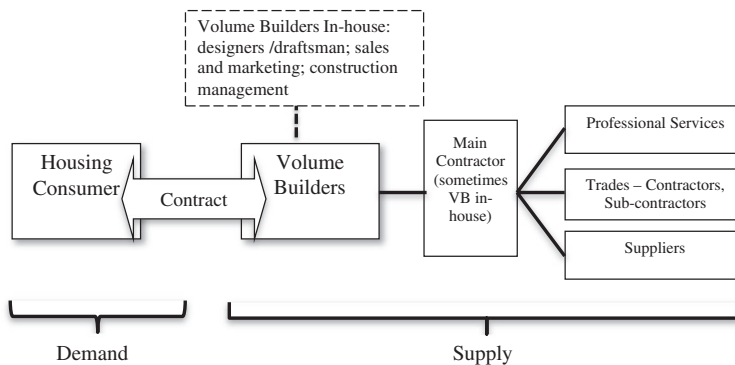 Volume Builders In-house:
designers /draftsman; sales
and marketing; construction
management
Housing
Consumer
Contract
Volume
Builders
Main
Contractor
(sometimes
VB in-
house)
Professional Services
Trades – Contractors,
Sub-contractors
Suppliers
Demand
Supply